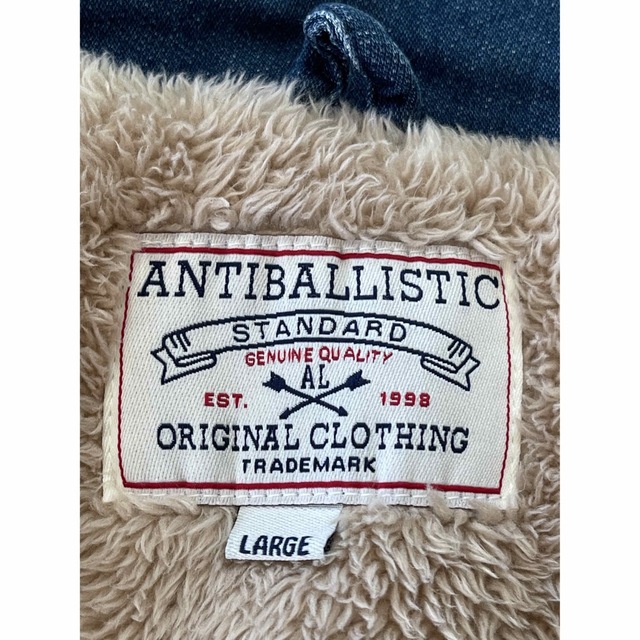 ANTIBALLISTIC
STANDARD
GENUINE QUALITY
AL
EST. 1998
ORIGINAL CLOTHING
TRADEMARK
LARGE